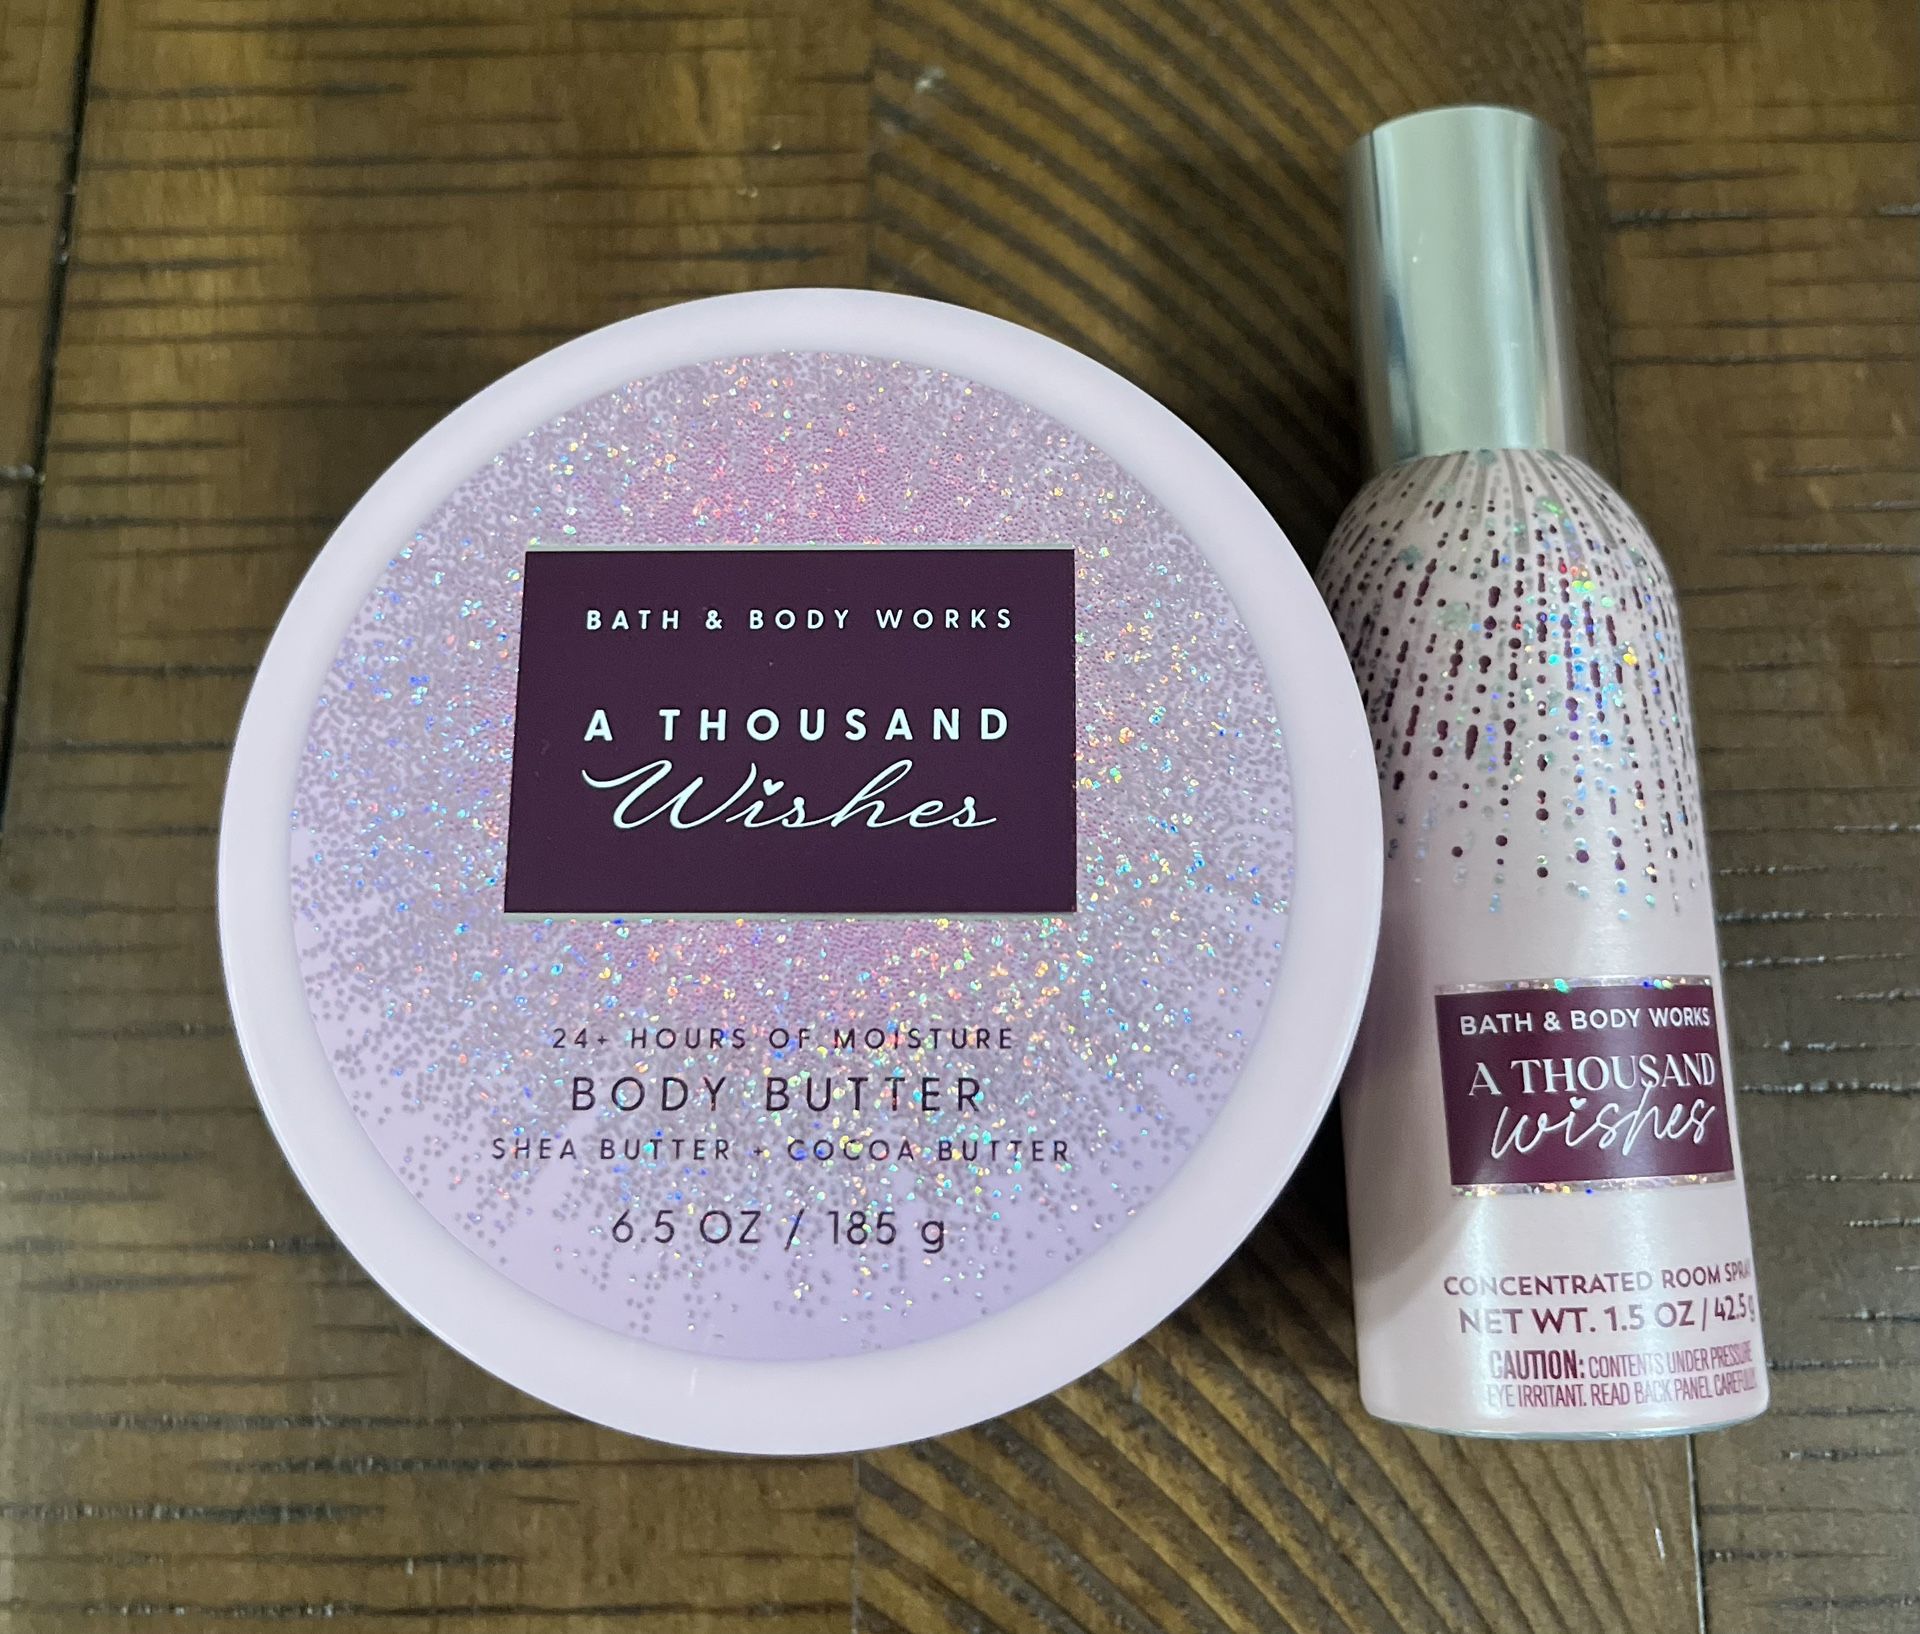 BATH & BODY WORKS
A THOUSAND
Wishes
24+ HOURS OF MOISTURE
BODY BUTTER
SHEA BUTTER + COCOA BUTTER
6.5 OZ / 185 g
BATH & BODY WORKS
A THOUSAND
wishes
CONCENTRATED ROOM SPRAY
NET WT. 1.5 OZ / 42.5 g
CAUTION: CONTENTS UNDER PRESSURE
EYE IRRITANT. READ BACK PANEL CAREFULLY